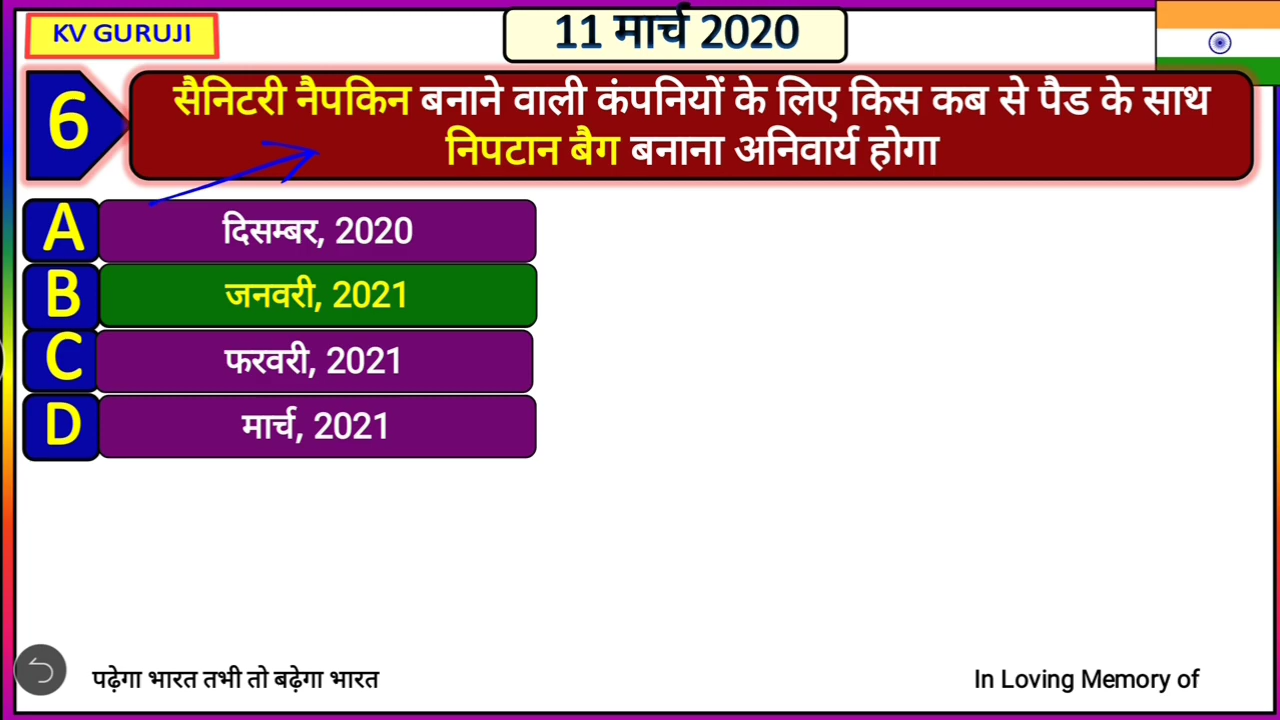 KV GURUJI
11 मार्च 2020
6
सैनिटरी नैपकिन बनाने वाली कंपनियों के लिए किस कब से पैड के साथ
निपटान बैग बनाना अनिवार्य होगा
A दिसम्बर, 2020
B जनवरी, 2021
C फरवरी, 2021
D मार्च, 2021
पढ़ेगा भारत तभी तो बढ़ेगा भारत
In Loving Memory of